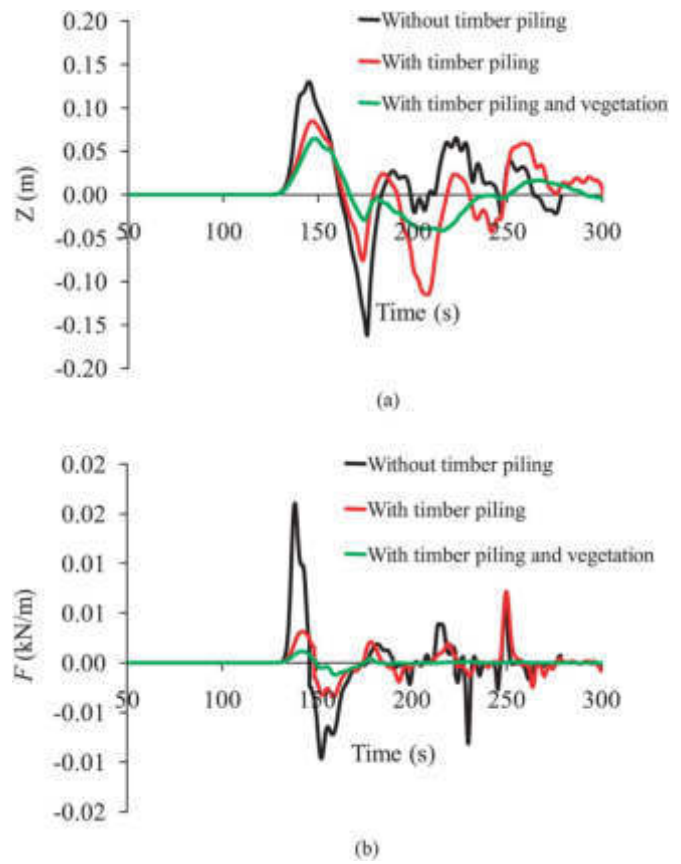 0.20
Without timber piling
0.15
With timber piling
0.10
With timber piling and vegetation
0.05
Z (m)
0.00
50 100 150 200 250 300
-0.05
-0.10
Time (s)
-0.15
-0.20
(a)
0.02
Without timber piling
0.02
With timber piling
0.01
With timber piling and vegetation
0.01
F (kN/m)
0.00
50 100 150 200 250 300
-0.01
Time (s)
-0.01
-0.02
(b)